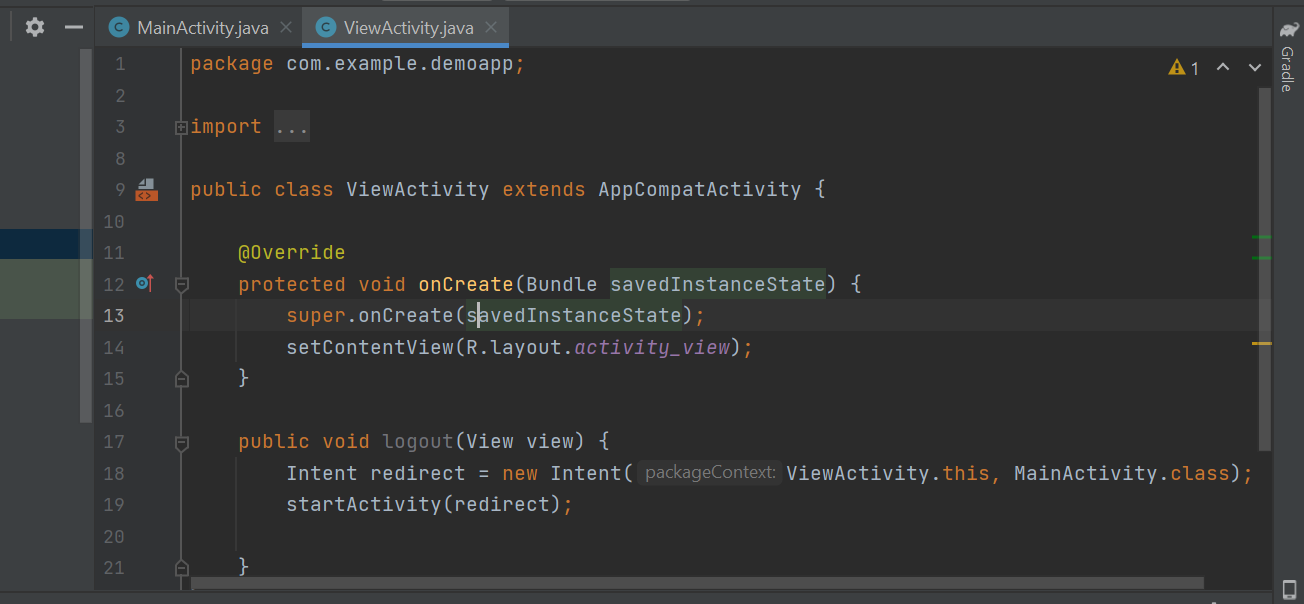 MainActivity.java ViewActivity.java
1 package com.example.demoapp;
2
3 import ...
8
9 public class ViewActivity extends AppCompatActivity {
10
11 @Override
12 protected void onCreate(Bundle savedInstanceState) {
13 super.onCreate(savedInstanceState);
14 setContentView(R.layout.activity_view);
15 }
16
17 public void logout(View view) {
18 Intent redirect = new Intent( packageContext: ViewActivity.this, MainActivity.class);
19 startActivity(redirect);
20
21 }
1
Gradle